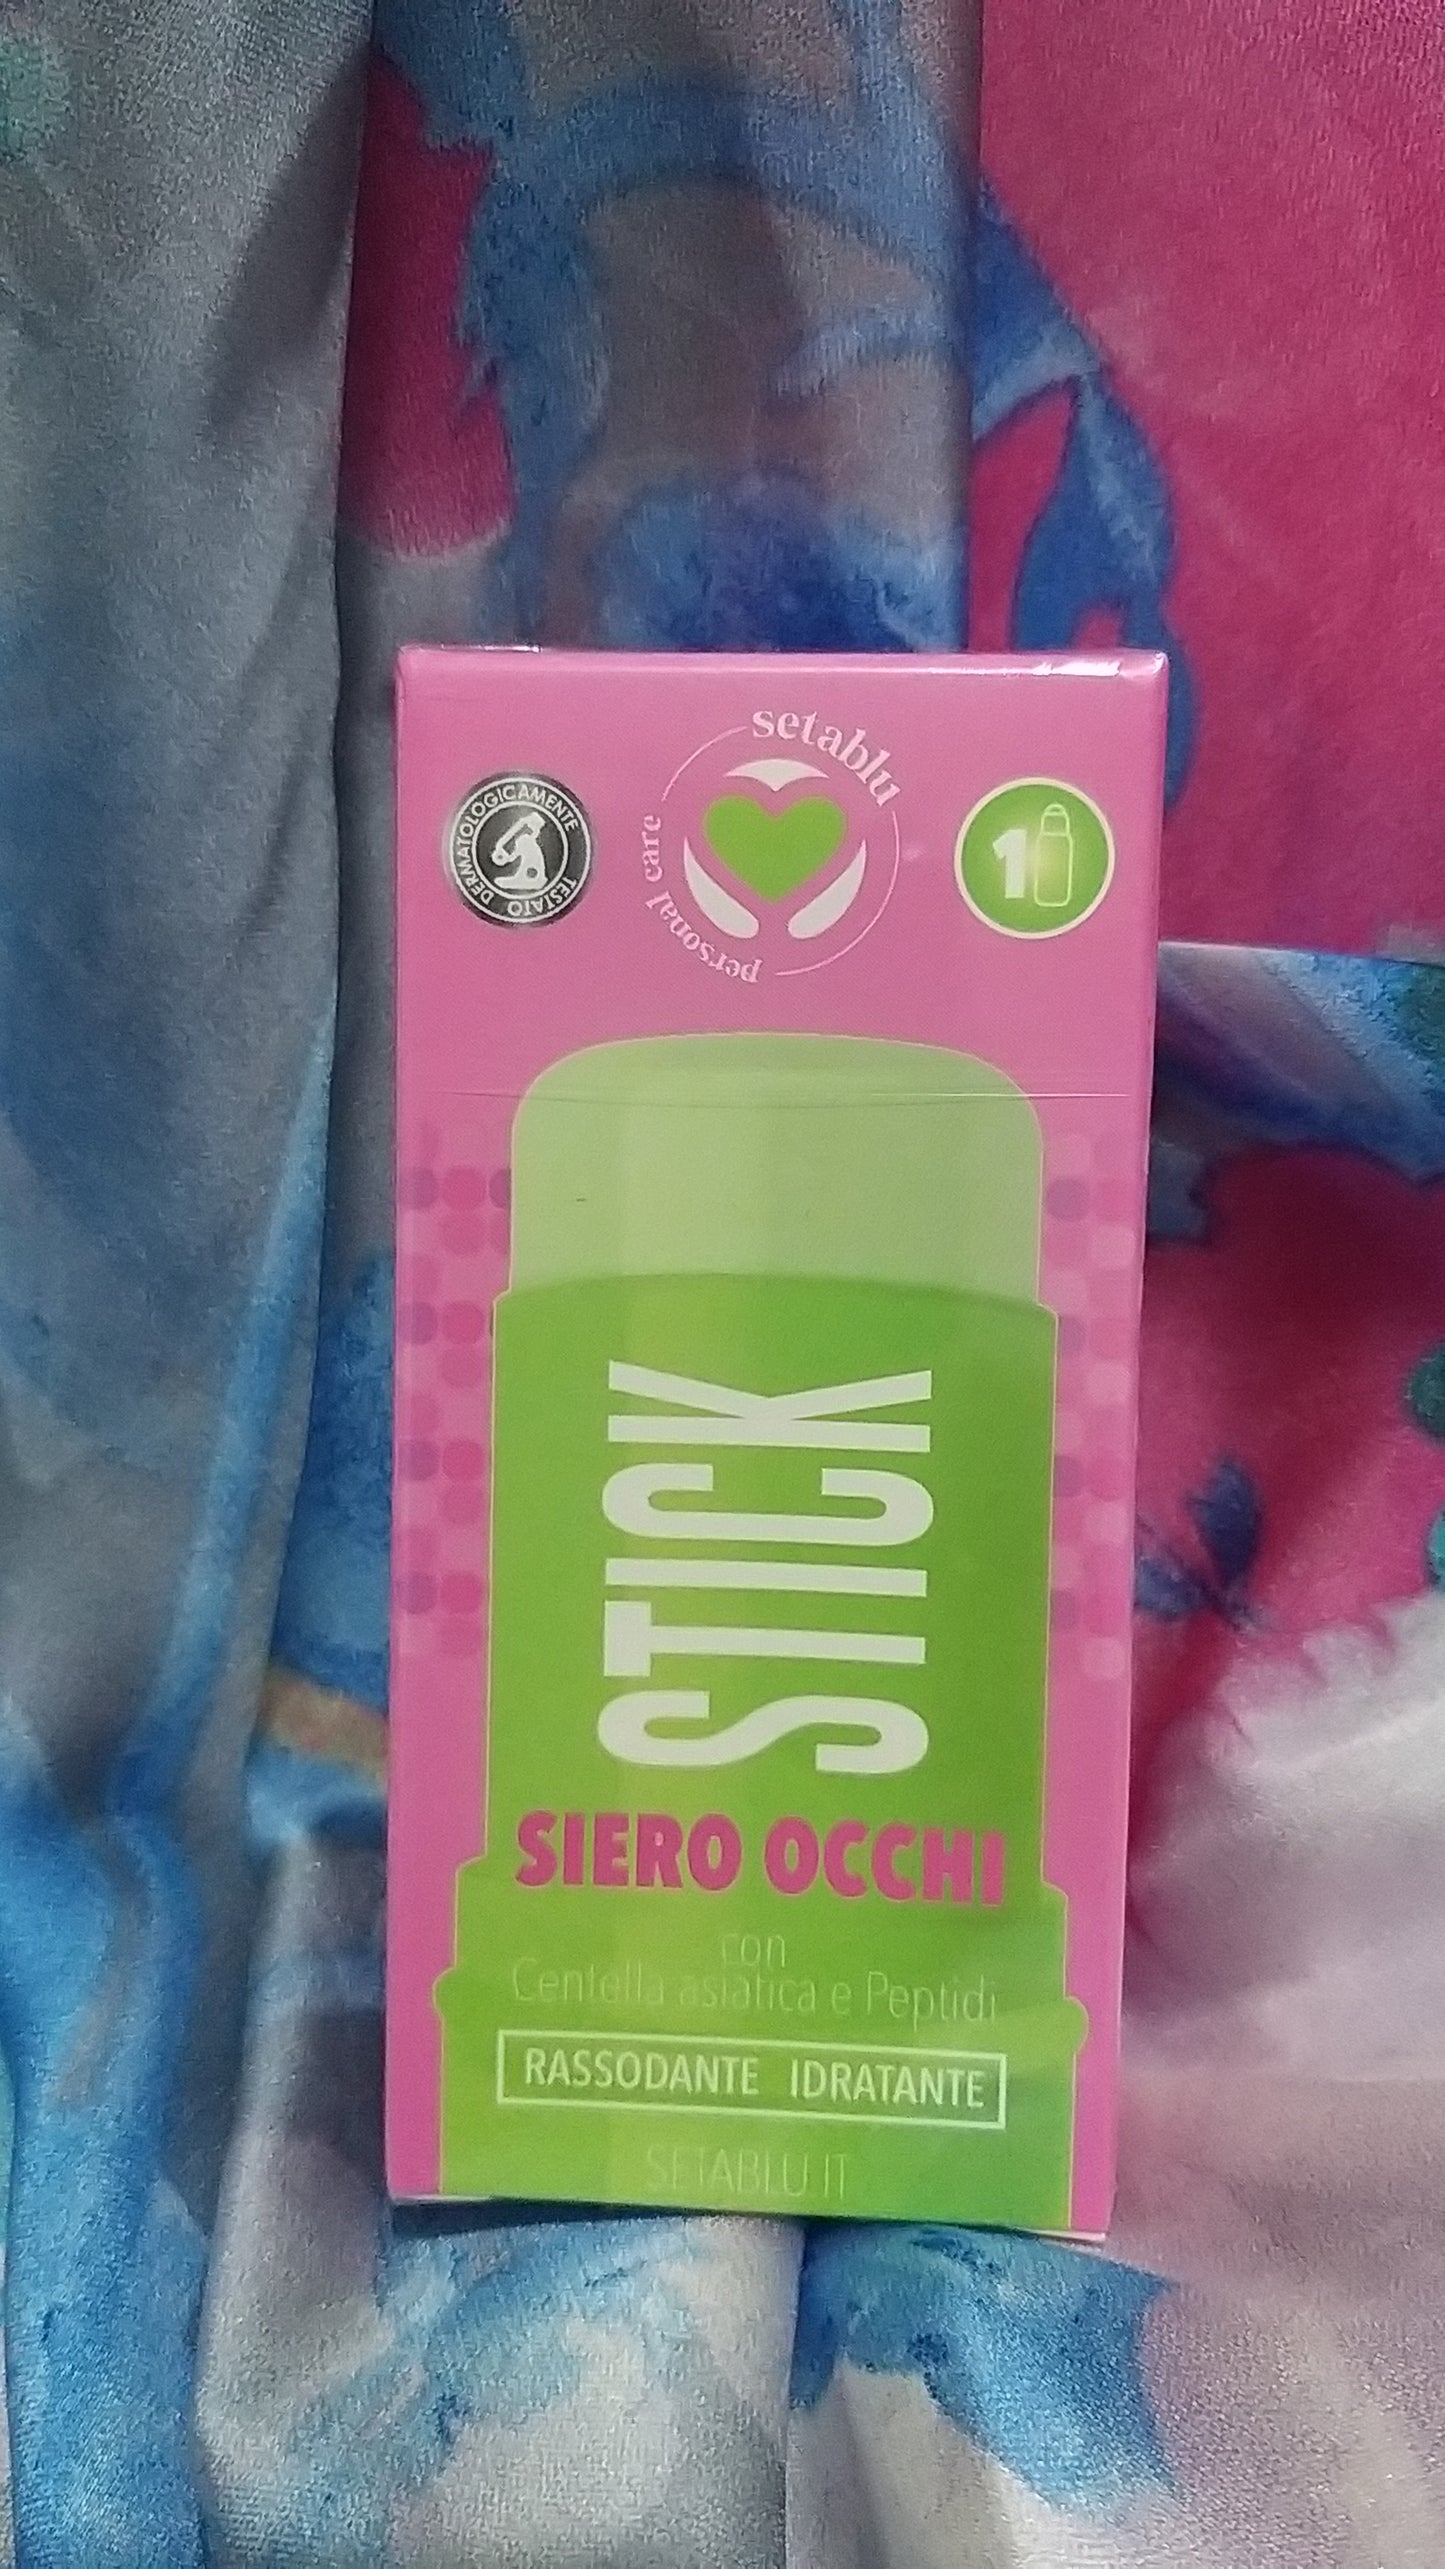 setablu
personal care
DERMATOLOGICAMENTE
TESTATO
1
STICK
SIERO OCCHI
con
Centella asiatica e Peptidi
RASSODANTE IDRATANTE
SETABLU IT